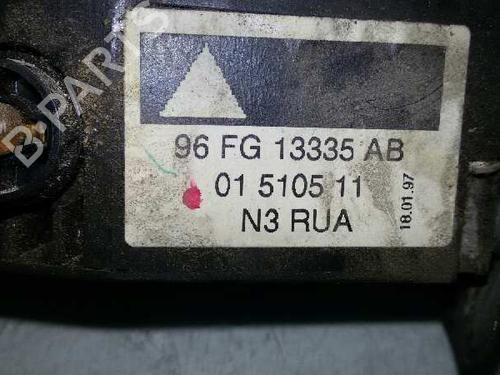 B-PARTS
96 FG 13335 AB
01 5105 11
N3 RUA
18.01.97